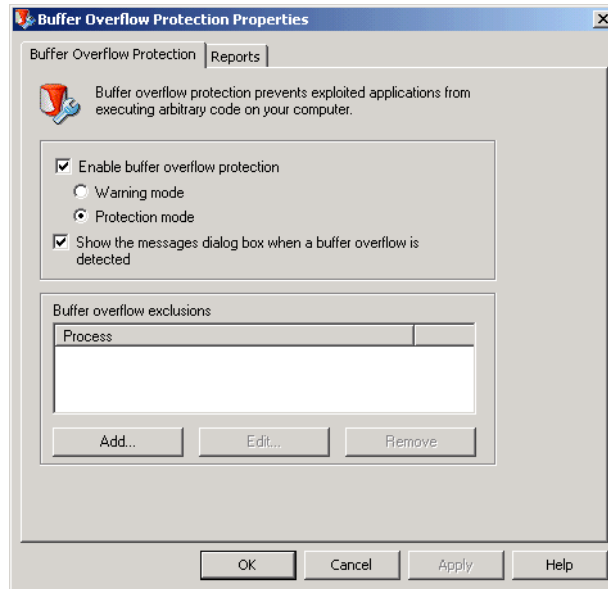 Buffer Overflow Protection Properties
Buffer Overflow Protection
Reports
Buffer overflow protection prevents exploited applications from
executing arbitrary code on your computer.
Enable buffer overflow protection
Warning mode
Protection mode
Show the messages dialog box when a buffer overflow is
detected
Buffer overflow exclusions
Process
Add... Edit... Remove
OK Cancel Apply Help